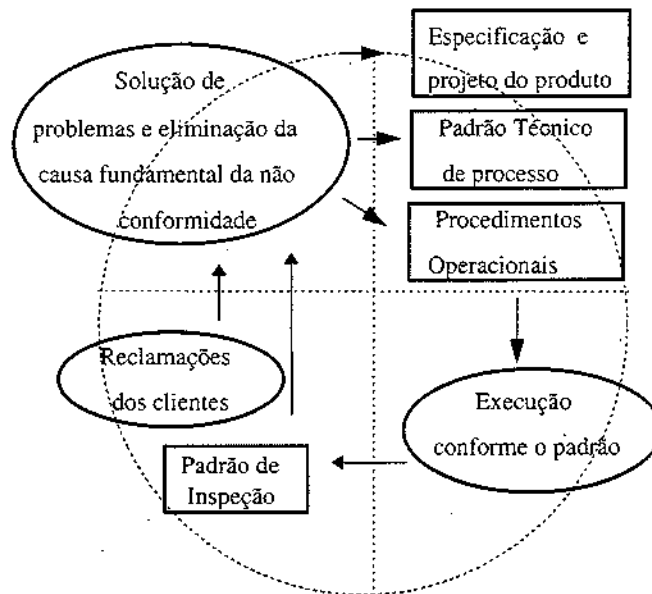 Solução de
problemas e eliminação da
causa fundamental da não
conformidade
Especificação e
projeto do produto
Padrão Técnico
de processo
Procedimentos
Operacionais
Reclamações
dos clientes
Padrão de
Inspeção
Execução
conforme o padrão